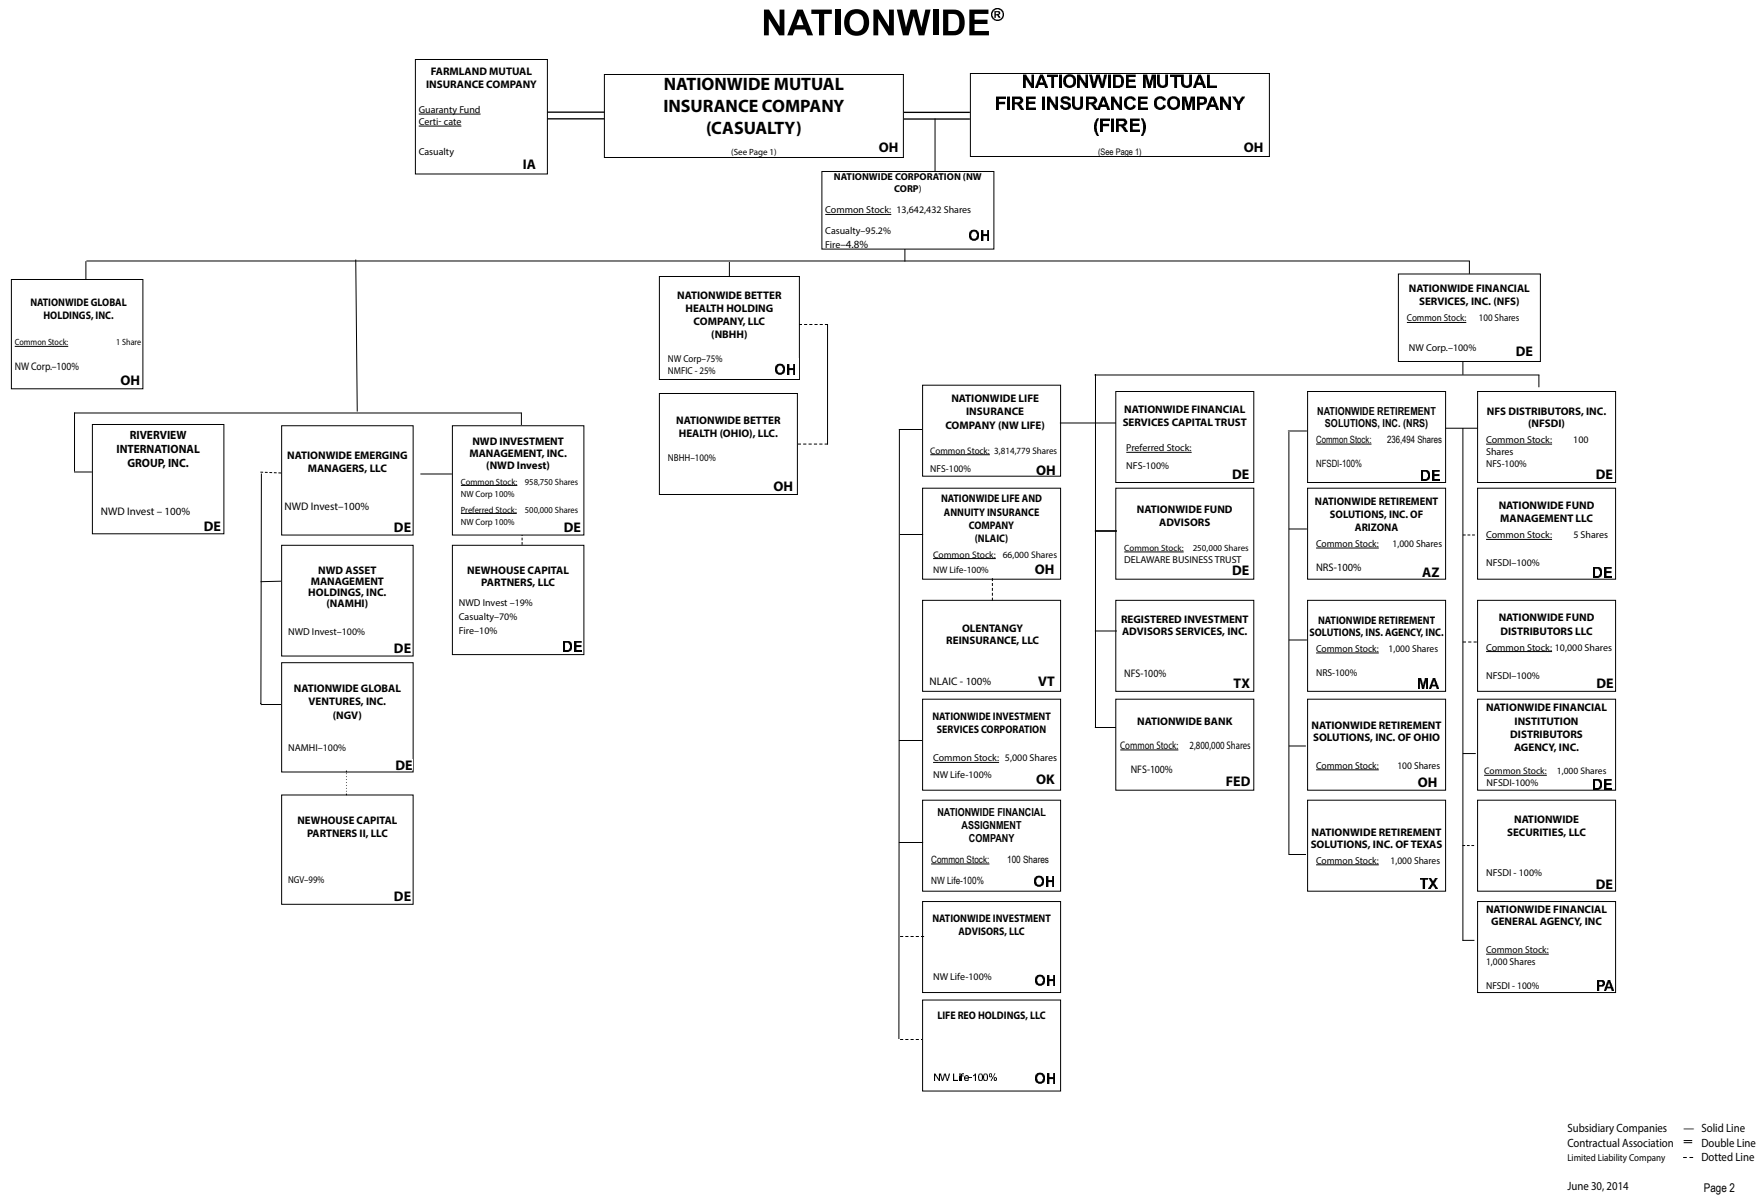 NATIONWIDE®
FARMLAND MUTUAL
INSURANCE COMPANY
Guaranty Fund
Certi- cate
Casualty
IA
NATIONWIDE MUTUAL
INSURANCE COMPANY
(CASUALTY)
(See Page 1)
OH
NATIONWIDE MUTUAL
FIRE INSURANCE COMPANY
(FIRE)
(See Page 1)
OH
NATIONWIDE CORPORATION (NW
CORP)
Common Stock: 13,642,432 Shares
Casualty–95.2%
Fire–4.8%
OH
NATIONWIDE GLOBAL
HOLDINGS, INC.
Common Stock: 1 Share
NW Corp.–100%
OH
NATIONWIDE BETTER
HEALTH HOLDING
COMPANY, LLC
(NBHH)
NW Corp–75%
NMFIC - 25%
OH
NATIONWIDE BETTER
HEALTH (OHIO), LLC.
NBHH–100%
OH
NATIONWIDE FINANCIAL
SERVICES, INC. (NFS)
Common Stock: 100 Shares
NW Corp.–100%
DE
RIVERVIEW
INTERNATIONAL
GROUP, INC.
NWD Invest – 100%
DE
NATIONWIDE EMERGING
MANAGERS, LLC
NWD Invest–100%
DE
NWD INVESTMENT
MANAGEMENT, INC.
(NWD Invest)
Common Stock: 958,750 Shares
NW Corp 100%
Preferred Stock: 500,000 Shares
NW Corp 100%
DE
NWD ASSET
MANAGEMENT
HOLDINGS, INC.
(NAMHI)
NWD Invest–100%
DE
NEWHOUSE CAPITAL
PARTNERS, LLC
NWD Invest –19%
Casualty–70%
Fire–10%
DE
NATIONWIDE GLOBAL
VENTURES, INC.
(NGV)
NAMHI–100%
DE
NEWHOUSE CAPITAL
PARTNERS II, LLC
NGV–99%
DE
NATIONWIDE LIFE
INSURANCE
COMPANY (NW LIFE)
Common Stock: 3,814,779 Shares
NFS-100%
OH
NATIONWIDE LIFE AND
ANNUITY INSURANCE
COMPANY
(NLAIC)
Common Stock: 66,000 Shares
NW Life-100%
OH
OLENTANGY
REINSURANCE, LLC
NLAIC - 100%
VT
NATIONWIDE INVESTMENT
SERVICES CORPORATION
Common Stock: 5,000 Shares
NW Life-100%
OK
NATIONWIDE FINANCIAL
ASSIGNMENT
COMPANY
Common Stock: 100 Shares
NW Life-100%
OH
NATIONWIDE INVESTMENT
ADVISORS, LLC
NW Life-100%
OH
LIFE REO HOLDINGS, LLC
NW Life-100%
OH
NATIONWIDE FINANCIAL
SERVICES CAPITAL TRUST
Preferred Stock:
NFS-100%
DE
NATIONWIDE FUND
ADVISORS
Common Stock: 250,000 Shares
DELAWARE BUSINESS TRUST
DE
REGISTERED INVESTMENT
ADVISORS SERVICES, INC.
NFS-100%
TX
NATIONWIDE BANK
Common Stock: 2,800,000 Shares
NFS-100%
FED
NATIONWIDE RETIREMENT
SOLUTIONS, INC. (NRS)
Common Stock: 236,494 Shares
NFSDI-100%
DE
NATIONWIDE RETIREMENT
SOLUTIONS, INC. OF
ARIZONA
Common Stock: 1,000 Shares
NRS-100%
AZ
NATIONWIDE RETIREMENT
SOLUTIONS, INS. AGENCY, INC.
Common Stock: 1,000 Shares
NRS-100%
MA
NATIONWIDE RETIREMENT
SOLUTIONS, INC. OF OHIO
Common Stock: 100 Shares
OH
NATIONWIDE RETIREMENT
SOLUTIONS, INC. OF TEXAS
Common Stock: 1,000 Shares
TX
NFS DISTRIBUTORS, INC.
(NFSDI)
Common Stock: 100
Shares
NFS-100%
DE
NATIONWIDE FUND
MANAGEMENT LLC
Common Stock: 5 Shares
NFSDI–100%
DE
NATIONWIDE FUND
DISTRIBUTORS LLC
Common Stock: 10,000 Shares
NFSDI–100%
DE
NATIONWIDE FINANCIAL
INSTITUTION
DISTRIBUTORS
AGENCY, INC.
Common Stock: 1,000 Shares
NFSDI-100%
DE
NATIONWIDE
SECURITIES, LLC
NFSDI - 100%
DE
NATIONWIDE FINANCIAL
GENERAL AGENCY, INC
Common Stock:
1,000 Shares
NFSDI - 100%
PA
Subsidiary Companies — Solid Line
Contractual Association = Double Line
Limited Liability Company -- Dotted Line
June 30, 2014 Page 2